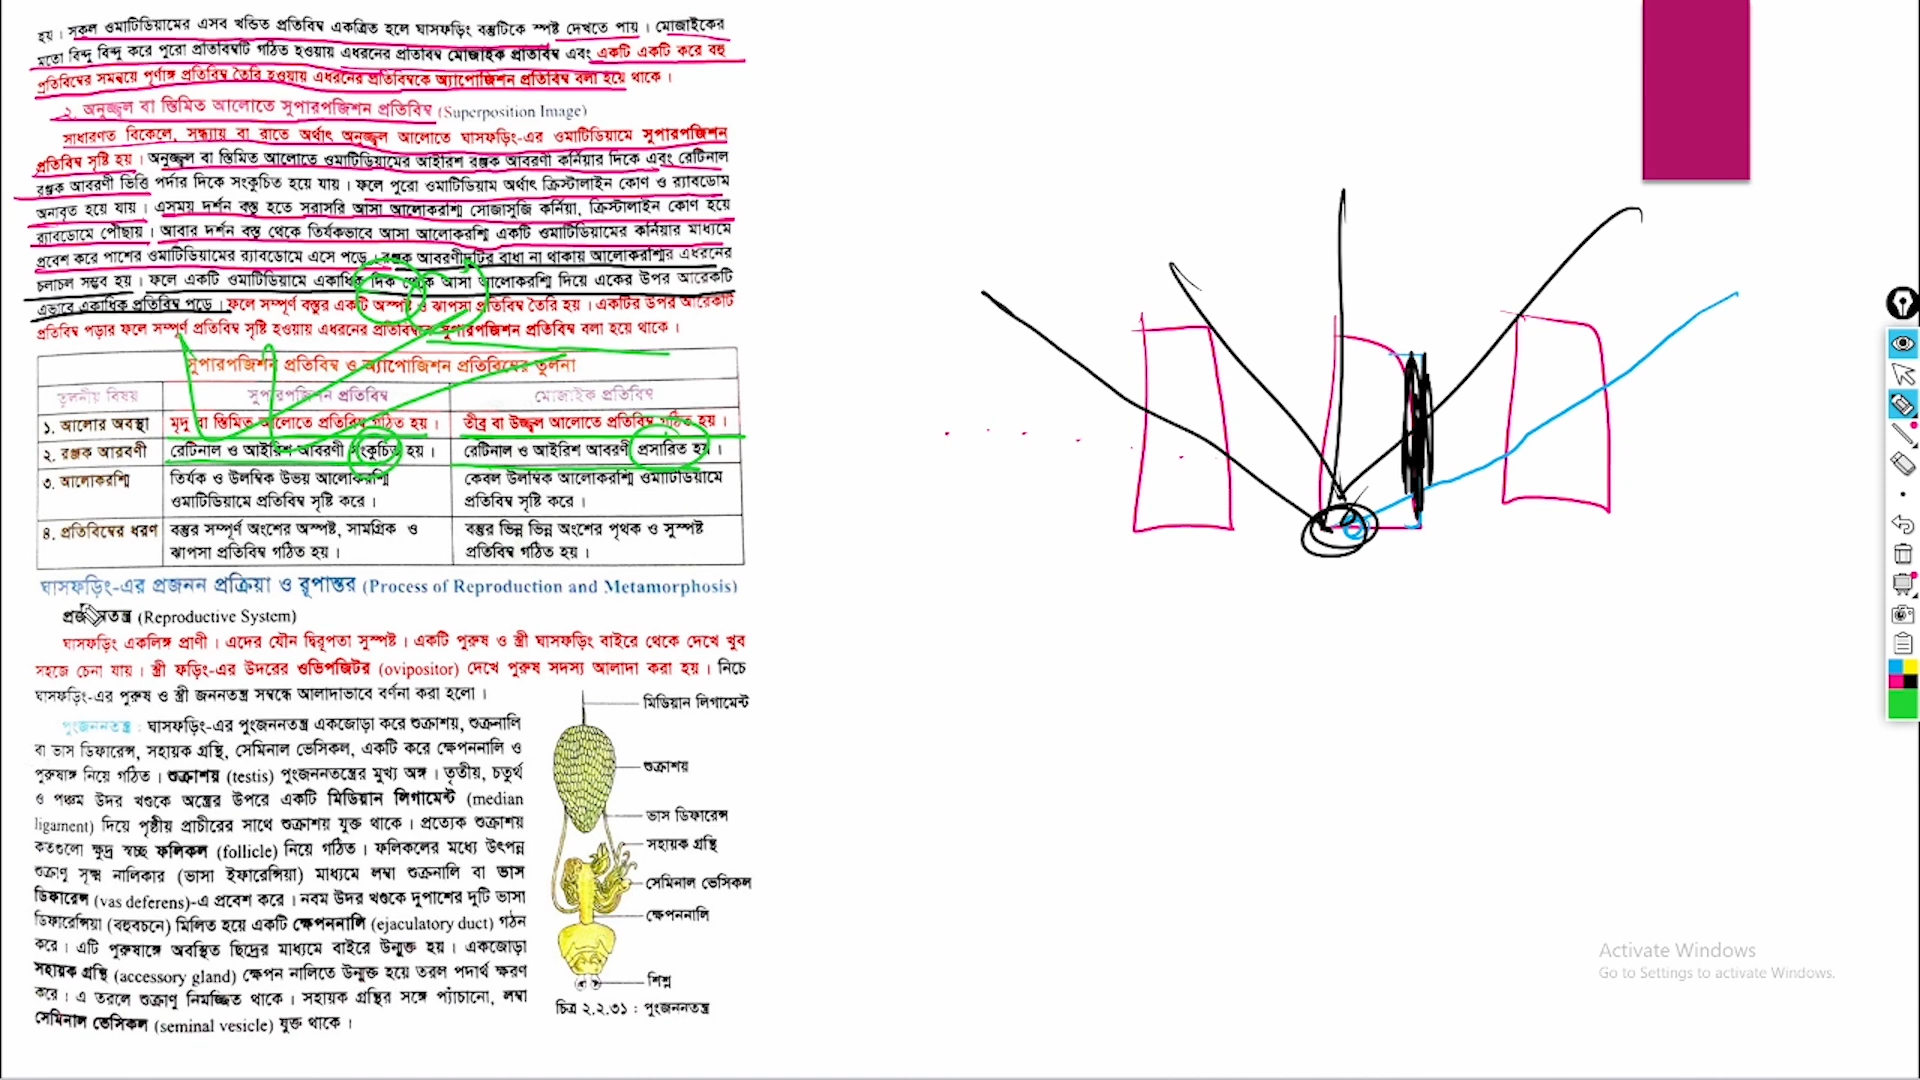 হয়। সকল ওমাটিডিয়ামের এসব খন্ডিত প্রতিবিম্ব একত্রিত হলে ঘাসফড়িং বস্তুটিকে স্পষ্ট দেখতে পায়। মোজাইকের
মতো বিন্দু বিন্দু করে পুরো প্রতিবিম্বটি গঠিত হওয়ায় এধরনের প্রতিবিম্ব মোজাইক প্রতিবিম্ব এবং একটি একটি করে বহু
প্রতিবিম্বের সমন্বয়ে পূর্ণাঙ্গ প্রতিবিম্ব তৈরি হওয়ায় এধরনের প্রতিবিম্বকে অ্যাপোজিশন প্রতিবিম্ব বলা হয়ে থাকে।
২. অনুজ্জ্বল বা স্তিমিত আলোতে সুপারপজিশন প্রতিবিম্ব (Superposition Image)
সাধারণত বিকেলে, সন্ধ্যায় বা রাতে অর্থাৎ অনুজ্জ্বল আলোতে ঘাসফড়িং-এর ওমাটিডিয়ামে সুপারপজিশন
প্রতিবিম্ব সৃষ্টি হয়। অনুজ্জ্বল বা স্তিমিত আলোতে ওমাটিডিয়ামের আইরিশ রঞ্জক আবরণী কর্নিয়ার দিকে এবং রেটিনাল
রঞ্জক আবরণী ভিত্তি পর্দার দিকে সংকুচিত হয়ে যায়। ফলে পুরো ওমাটিডিয়াম অর্থাৎ ক্রিস্টালাইন কোণ ও র‍্যাবডোম
অনাবৃত হয়ে যায়। এসময় দর্শন বস্তু হতে সরাসরি আসা আলোকরশ্মি সোজাসুজি কর্নিয়া, ক্রিস্টালাইন কোণ হয়ে
র‍্যাবডোমে পৌঁছায়। আবার দর্শন বস্তু থেকে তির্যকভাবে আসা আলোকরশ্মি একটি ওমাটিডিয়ামের কর্নিয়ার মাধ্যমে
প্রবেশ করে পাশের ওমাটিডিয়ামের র‍্যাবডোমে এসে পড়ে। রঞ্জক আবরণীদুটির বাধা না থাকায় আলোকরশ্মির এধরনের
চলাচল সম্ভব হয়। ফলে একটি ওমাটিডিয়ামে একাধিক দিক থেকে আসা আলোকরশ্মি দিয়ে একের উপর আরেকটি
এভাবে একাধিক প্রতিবিম্ব পড়ে। ফলে সম্পূর্ণ বস্তুর একটি অস্পষ্ট ও ঝাপসা প্রতিবিম্ব তৈরি হয়। একটির উপর আরেকটি
প্রতিবিম্ব পড়ার ফলে সম্পূর্ণ প্রতিবিম্ব সৃষ্টি হওয়ায় এধরনের প্রতিবিম্বকে সুপারপজিশন প্রতিবিম্ব বলা হয়ে থাকে।
সুপারপজিশন প্রতিবিম্ব ও অ্যাপোজিশন প্রতিবিম্বের তুলনা
তুলনীয় বিষয় সুপারপজিশন প্রতিবিম্ব মোজাইক প্রতিবিম্ব
১. আলোর অবস্থা মৃদু বা স্তিমিত আলোতে প্রতিবিম্ব গঠিত হয়। তীব্র বা উজ্জ্বল আলোতে প্রতিবিম্ব গঠিত হয়।
২. রঞ্জক আরবণী রেটিনাল ও আইরিশ আবরণী সংকুচিত হয়। রেটিনাল ও আইরিশ আবরণী প্রসারিত হয়।
৩. আলোকরশ্মি তির্যক ও উলম্বিক উভয় আলোকরশ্মি কেবল উলম্বিক আলোকরশ্মি ওমাটিডিয়ামে
ওমাটিডিয়ামে প্রতিবিম্ব সৃষ্টি করে। প্রতিবিম্ব সৃষ্টি করে।
৪. প্রতিবিম্বের ধরণ বস্তুর সম্পূর্ণ অংশের অস্পষ্ট, সামগ্রিক ও বস্তুর ভিন্ন ভিন্ন অংশের পৃথক ও সুস্পষ্ট
ঝাপসা প্রতিবিম্ব গঠিত হয়। প্রতিবিম্ব গঠিত হয়।
ঘাসফড়িং-এর প্রজনন প্রক্রিয়া ও রূপান্তর (Process of Reproduction and Metamorphosis)
প্রজননতন্ত্র (Reproductive System)
ঘাসফড়িং একলিঙ্গ প্রাণী। এদের যৌন দ্বিরূপতা সুস্পষ্ট। একটি পুরুষ ও স্ত্রী ঘাসফড়িং বাইরে থেকে দেখে খুব
সহজে চেনা যায়। স্ত্রী ফড়িং-এর উদরের ওভিপজিটর (ovipositor) দেখে পুরুষ সদস্য আলাদা করা হয়। নিচে
ঘাসফড়িং-এর পুরুষ ও স্ত্রী জননতন্ত্র সম্বন্ধে আলাদাভাবে বর্ণনা করা হলো।
পুংজননতন্ত্র : ঘাসফড়িং-এর পুংজননতন্ত্র একজোড়া করে শুক্রাশয়, শুক্রনালি
বা ভাস ডিফারেন্স, সহায়ক গ্রন্থি, সেমিনাল ভেসিকল, একটি করে ক্ষেপননালি ও
পুরুষাঙ্গ নিয়ে গঠিত। শুক্রাশয় (testis) পুংজননতন্ত্রের মুখ্য অঙ্গ। তৃতীয়, চতুর্থ
ও পঞ্চম উদর খণ্ডকে অন্ত্রের উপরে একটি মিডিয়ান লিগামেন্ট (median
ligament) দিয়ে পৃষ্ঠীয় প্রাচীরের সাথে শুক্রাশয় যুক্ত থাকে। প্রত্যেক শুক্রাশয়
কতগুলো ক্ষুদ্র স্বচ্ছ ফলিকল (follicle) নিয়ে গঠিত। ফলিকলের মধ্যে উৎপন্ন
শুক্রাণু সূক্ষ্ম নালিকার (ভাসা ইফারেন্সিয়া) মাধ্যমে লম্বা শুক্রনালি বা ভাস
ডিফারেন্স (vas deferens)-এ প্রবেশ করে। নবম উদর খণ্ডকে দুপাশের দুটি ভাসা
ডিফারেন্সিয়া (বহুবচনে) মিলিত হয়ে একটি ক্ষেপননালি (ejaculatory duct) গঠন
করে। এটি পুরুষাঙ্গে অবস্থিত ছিদ্রের মাধ্যমে বাইরে উন্মুক্ত হয়। একজোড়া
সহায়ক গ্রন্থি (accessory gland) ক্ষেপন নালিতে উন্মুক্ত হয়ে তরল পদার্থ ক্ষরণ
করে। এ তরলে শুক্রাণু নিমজ্জিত থাকে। সহায়ক গ্রন্থির সঙ্গে প্যাঁচানো, লম্বা
সেমিনাল ভেসিকল (seminal vesicle) যুক্ত থাকে।
মিডিয়ান লিগামেন্ট
শুক্রাশয়
ভাস ডিফারেন্স
সহায়ক গ্রন্থি
সেমিনাল ভেসিকল
ক্ষেপননালি
শিশ্ন
চিত্র ২.২.৩১ : পুংজননতন্ত্র
Activate Windows
Go to Settings to activate Windows.